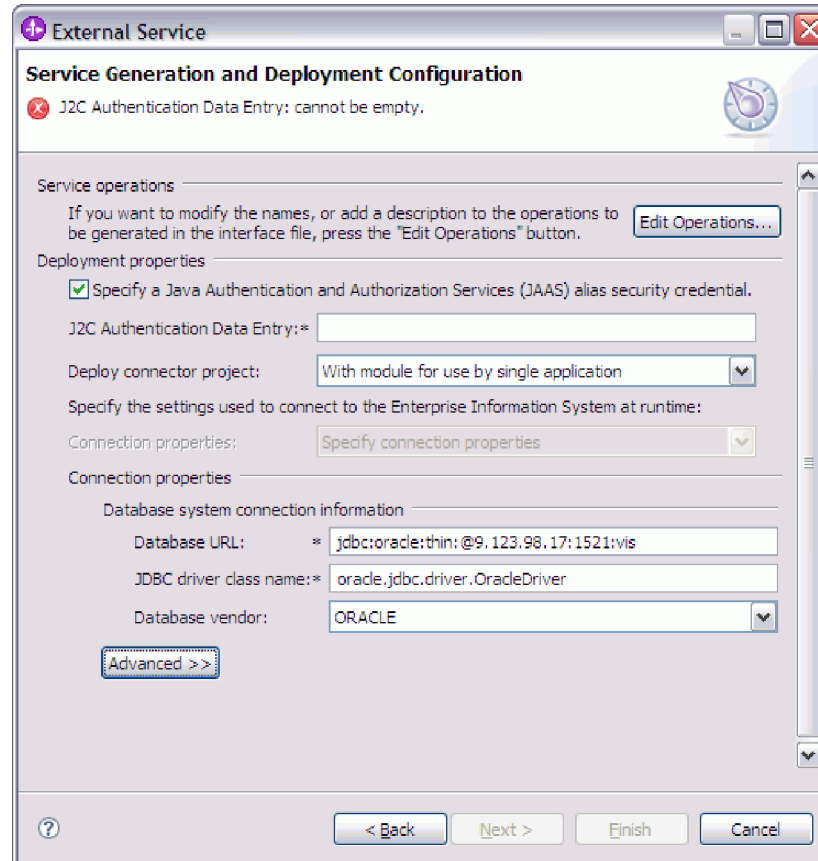 External Service
Service Generation and Deployment Configuration
J2C Authentication Data Entry: cannot be empty.
Service operations
If you want to modify the names, or add a description to the operations to
be generated in the interface file, press the "Edit Operations" button.
Edit Operations...
Deployment properties
Specify a Java Authentication and Authorization Services (JAAS) alias security credential.
J2C Authentication Data Entry:*
Deploy connector project: With module for use by single application
Specify the settings used to connect to the Enterprise Information System at runtime:
Connection properties: Specify connection properties
Connection properties
Database system connection information
Database URL: * jdbc:oracle:thin:@9.123.98.17:1521:vis
JDBC driver class name:* oracle.jdbc.driver.OracleDriver
Database vendor: ORACLE
Advanced >>
? < Back Next > Finish Cancel